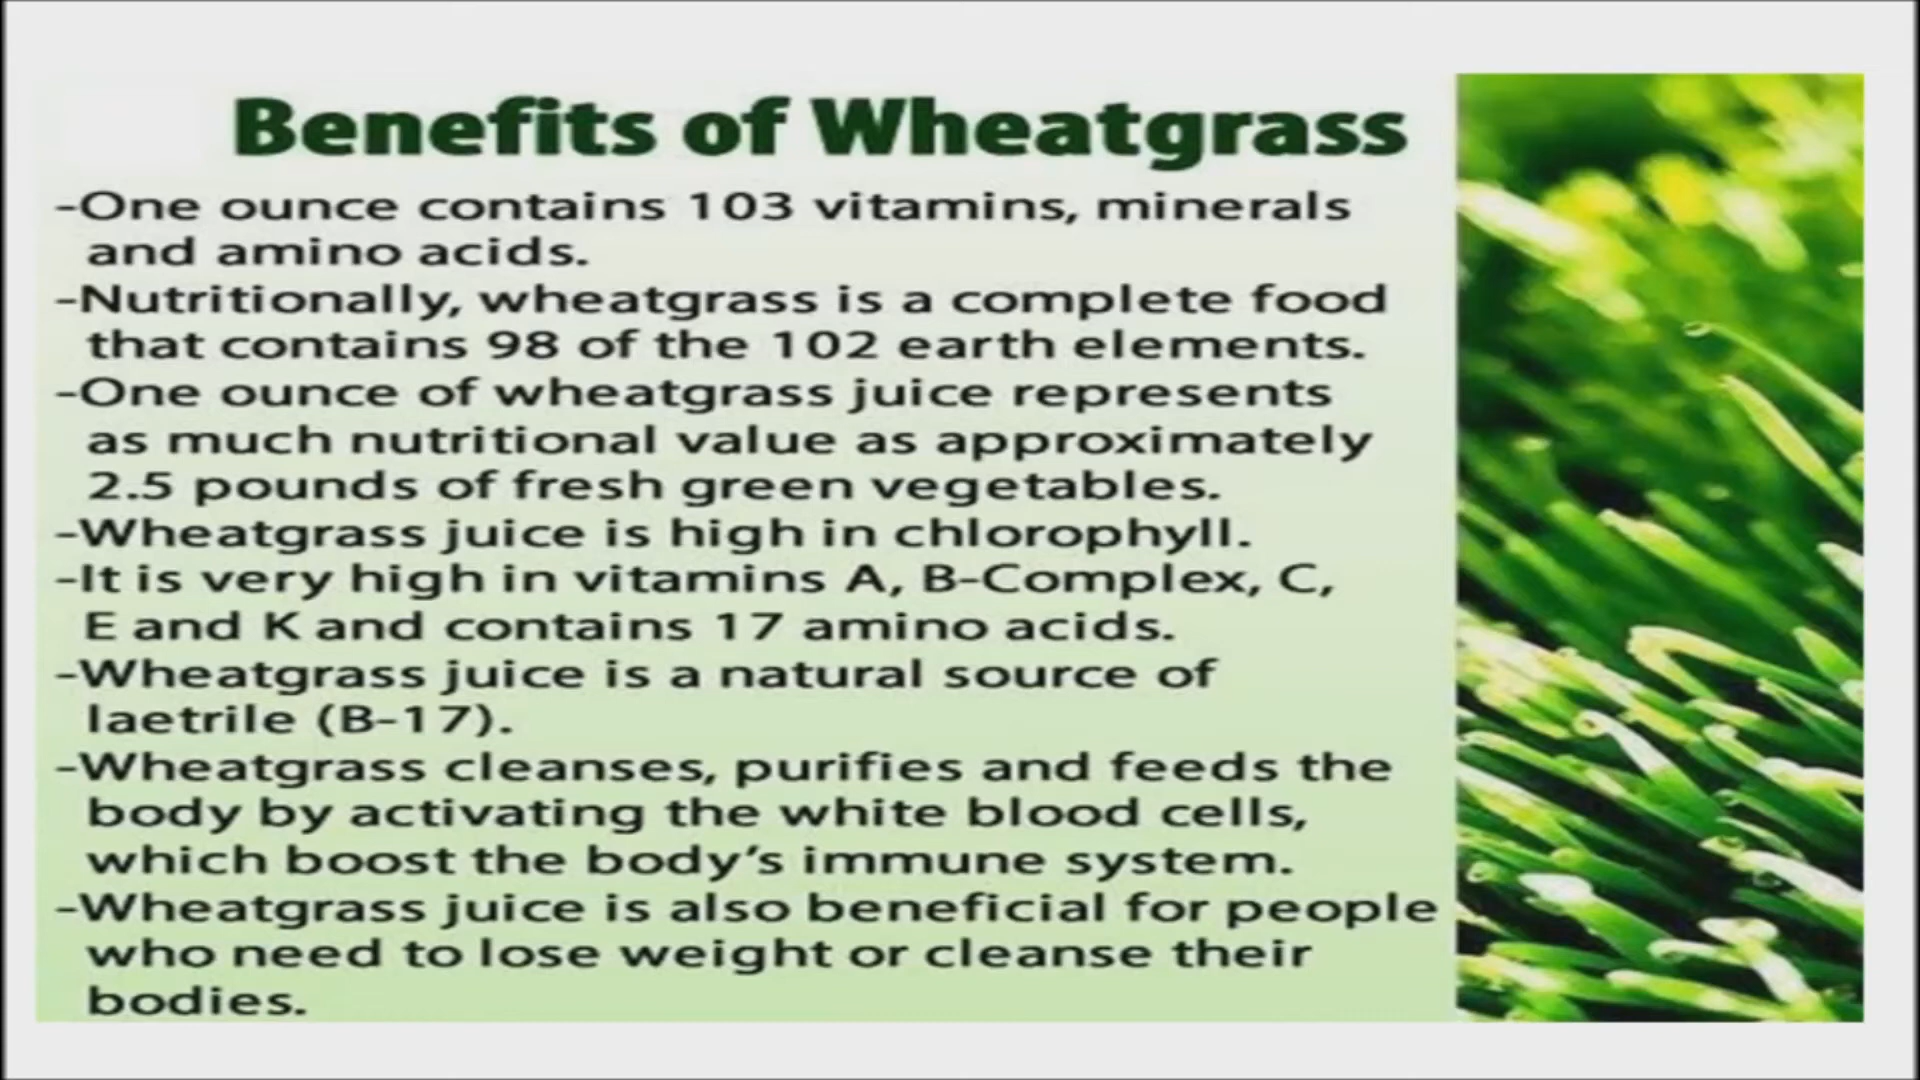 Benefits of Wheatgrass
-One ounce contains 103 vitamins, minerals
and amino acids.
-Nutritionally, wheatgrass is a complete food
that contains 98 of the 102 earth elements.
-One ounce of wheatgrass juice represents
as much nutritional value as approximately
2.5 pounds of fresh green vegetables.
-Wheatgrass juice is high in chlorophyll.
-It is very high in vitamins A, B-Complex, C,
E and K and contains 17 amino acids.
-Wheatgrass juice is a natural source of
laetrile (B-17).
-Wheatgrass cleanses, purifies and feeds the
body by activating the white blood cells,
which boost the body's immune system.
-Wheatgrass juice is also beneficial for people
who need to lose weight or cleanse their
bodies.